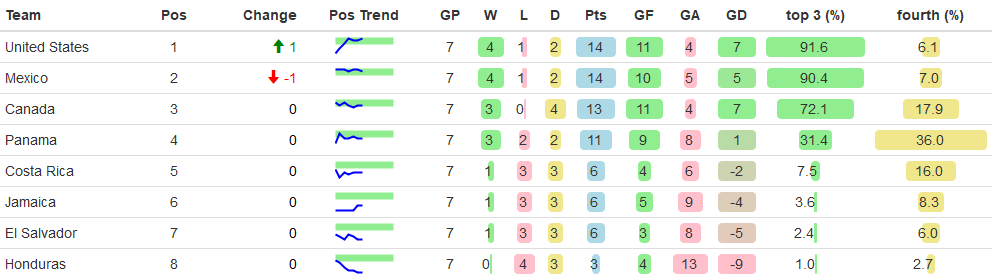 Team Pos Change Pos Trend GP W L D Pts GF GA GD top 3 (%) fourth (%)
United States 1 1 7 4 1 2 14 11 4 7 91.6 6.1
Mexico 2 -1 7 4 1 2 14 10 5 5 90.4 7.0
Canada 3 0 7 3 0 4 13 11 4 7 72.1 17.9
Panama 4 0 7 3 2 2 11 9 8 1 31.4 36.0
Costa Rica 5 0 7 1 3 3 6 4 6 -2 7.5 16.0
Jamaica 6 0 7 1 3 3 6 5 9 -4 3.6 8.3
El Salvador 7 0 7 1 3 3 6 3 8 -5 2.4 6.0
Honduras 8 0 7 0 4 3 3 4 13 -9 1.0 2.7